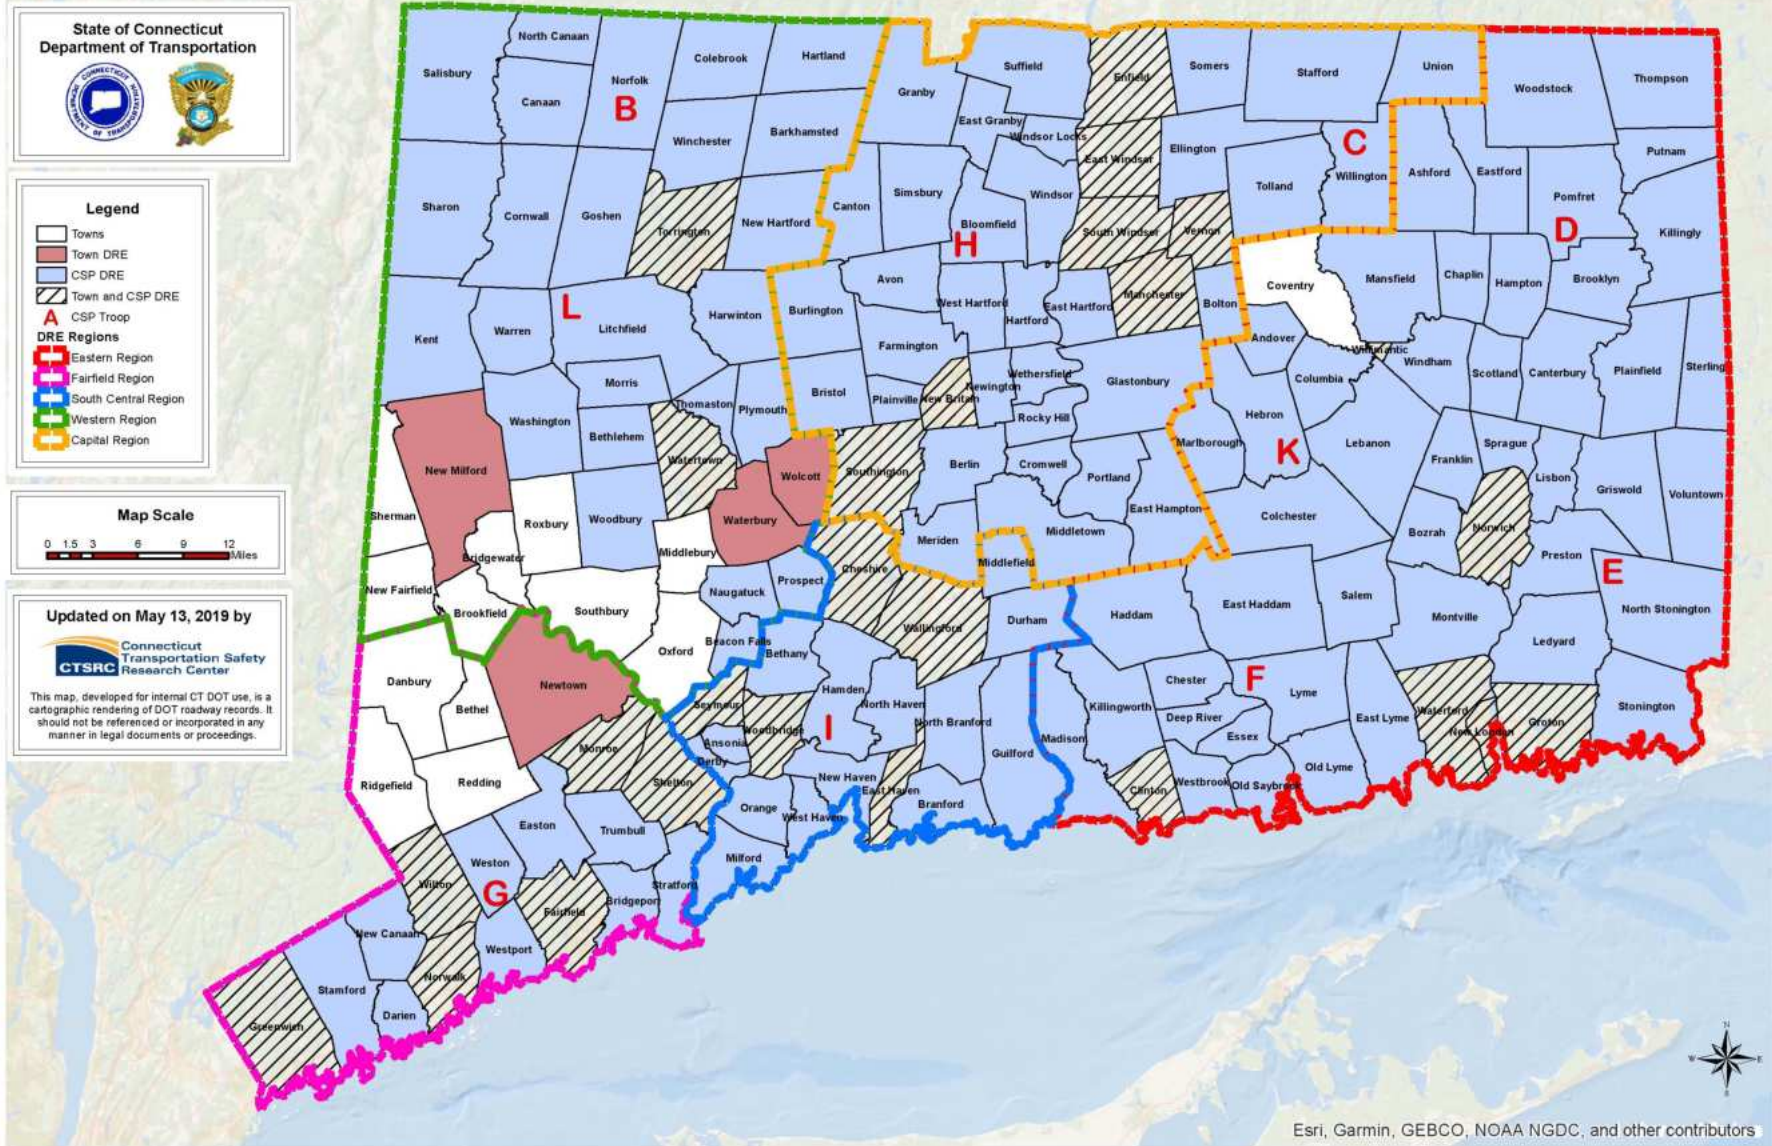 State of Connecticut
Department of Transportation
Legend
Towns
Town DRE
CSP DRE
Town and CSP DRE
A CSP Troop
DRE Regions
Eastern Region
Fairfield Region
South Central Region
Western Region
Capital Region
Map Scale
0 1.5 3 6 9 12
Miles
Updated on May 13, 2019 by
CTSRC
Connecticut
Transportation Safety
Research Center
This map, developed for internal CT DOT use, is a
cartographic rendering of DOT roadway records. It
should not be referenced or incorporated in any
manner in legal documents or proceedings.
North Canaan
Colebrook
Hartland
Salisbury
Norfolk
Canaan
B
Winchester
Barkhamsted
Sharon
Cornwall
Goshen
Torrington
New Hartford
Kent
Warren
L
Litchfield
Harwinton
Morris
Washington
Bethlehem
Thomaston
Plymouth
Watertown
New Milford
Wolcott
Waterbury
Sherman
Roxbury
Woodbury
Bridgewater
Middlebury
New Fairfield
Brookfield
Southbury
Naugatuck
Prospect
Oxford
Beacon Falls
Suffield
Enfield
Somers
Stafford
Union
Granby
East Granby
Windsor Locks
East Windsor
Ellington
C
Willington
Tolland
Canton
Simsbury
Windsor
Bloomfield
H
South Windsor
Vernon
Avon
West Hartford
Hartford
East Hartford
Manchester
Bolton
Burlington
Farmington
Wethersfield
Glastonbury
Bristol
Plainville
New Britain
Newington
Rocky Hill
Southington
Berlin
Cromwell
Portland
East Hampton
Meriden
Middletown
Middlefield
Marlborough
Woodstock
Thompson
Putnam
Ashford
Eastford
Pomfret
D
Killingly
Coventry
Mansfield
Chaplin
Hampton
Brooklyn
Andover
Willimantic
Windham
Columbia
Scotland
Canterbury
Plainfield
Sterling
Hebron
K
Lebanon
Franklin
Sprague
Lisbon
Griswold
Voluntown
Colchester
Bozrah
Norwich
Preston
E
North Stonington
Haddam
East Haddam
Salem
Montville
Ledyard
Chester
F
Lyme
Killingworth
Deep River
Essex
East Lyme
Waterford
New London
Groton
Stonington
Madison
Clinton
Westbrook
Old Saybrook
Old Lyme
Cheshire
Wallingford
Durham
Bethany
Hamden
North Haven
North Branford
Guilford
Seymour
Woodbridge
I
Ansonia
Derby
New Haven
East Haven
Branford
Orange
West Haven
Milford
Danbury
Newtown
Bethel
Monroe
Shelton
Ridgefield
Redding
Easton
Trumbull
Weston
G
Wilton
Fairfield
Bridgeport
Stratford
New Canaan
Westport
Norwalk
Stamford
Darien
Greenwich
N
W
E
Esri, Garmin, GEBCO, NOAA NGDC, and other contributors